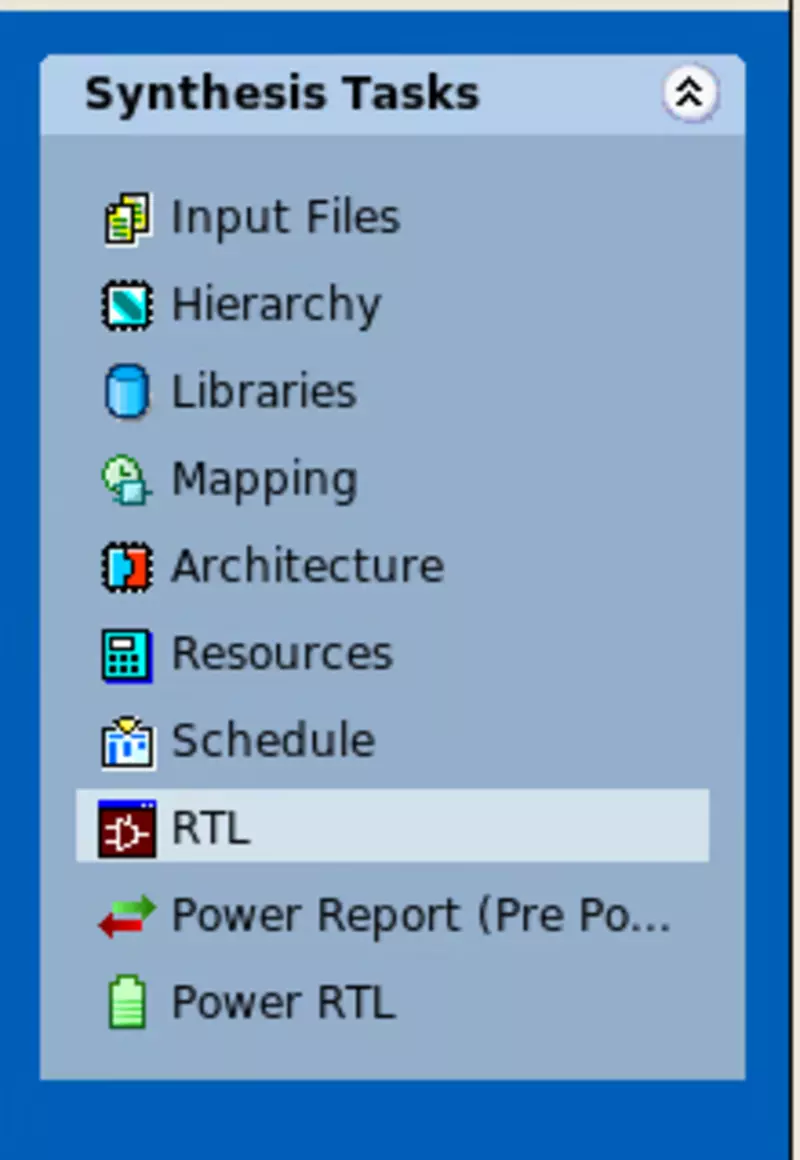 Synthesis Tasks
Input Files
Hierarchy
Libraries
Mapping
Architecture
Resources
Schedule
RTL
Power Report (Pre Po...
Power RTL